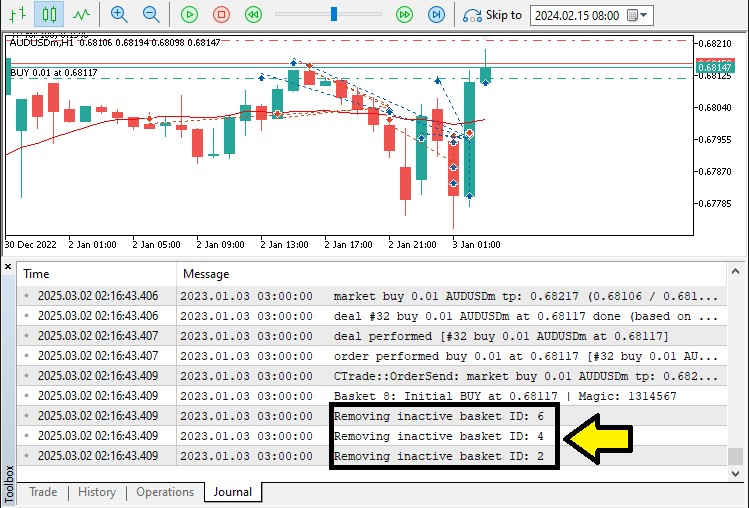 Skip to
2024.02.15 08:00
AUDUSDm,H1 0.68106 0.68194 0.68098 0.68147
BUY 0.01 at 0.68117
0.68210
0.68147
0.68125
0.68040
0.67955
0.67870
0.67785
30 Dec 2022
2 Jan 01:00
2 Jan 05:00
2 Jan 09:00
2 Jan 13:00
2 Jan 17:00
2 Jan 21:00
3 Jan 01:00
Time Message
2025.03.02 02:16:43.406 2023.01.03 03:00:00 market buy 0.01 AUDUSDm tp: 0.68217 (0.68106 / 0.681...
2025.03.02 02:16:43.406 2023.01.03 03:00:00 deal #32 buy 0.01 AUDUSDm at 0.68117 done (based on ...
2025.03.02 02:16:43.407 2023.01.03 03:00:00 deal performed [#32 buy 0.01 AUDUSDm at 0.68117]
2025.03.02 02:16:43.407 2023.01.03 03:00:00 order performed buy 0.01 at 0.68117 [#32 buy 0.01 AU...
2025.03.02 02:16:43.409 2023.01.03 03:00:00 CTrade::OrderSend: market buy 0.01 AUDUSDm tp: 0.682...
2025.03.02 02:16:43.409 2023.01.03 03:00:00 Basket 8: Initial BUY at 0.68117 | Magic: 1314567
2025.03.02 02:16:43.409 2023.01.03 03:00:00 Removing inactive basket ID: 6
2025.03.02 02:16:43.409 2023.01.03 03:00:00 Removing inactive basket ID: 4
2025.03.02 02:16:43.409 2023.01.03 03:00:00 Removing inactive basket ID: 2
Toolbox
Trade
History
Operations
Journal